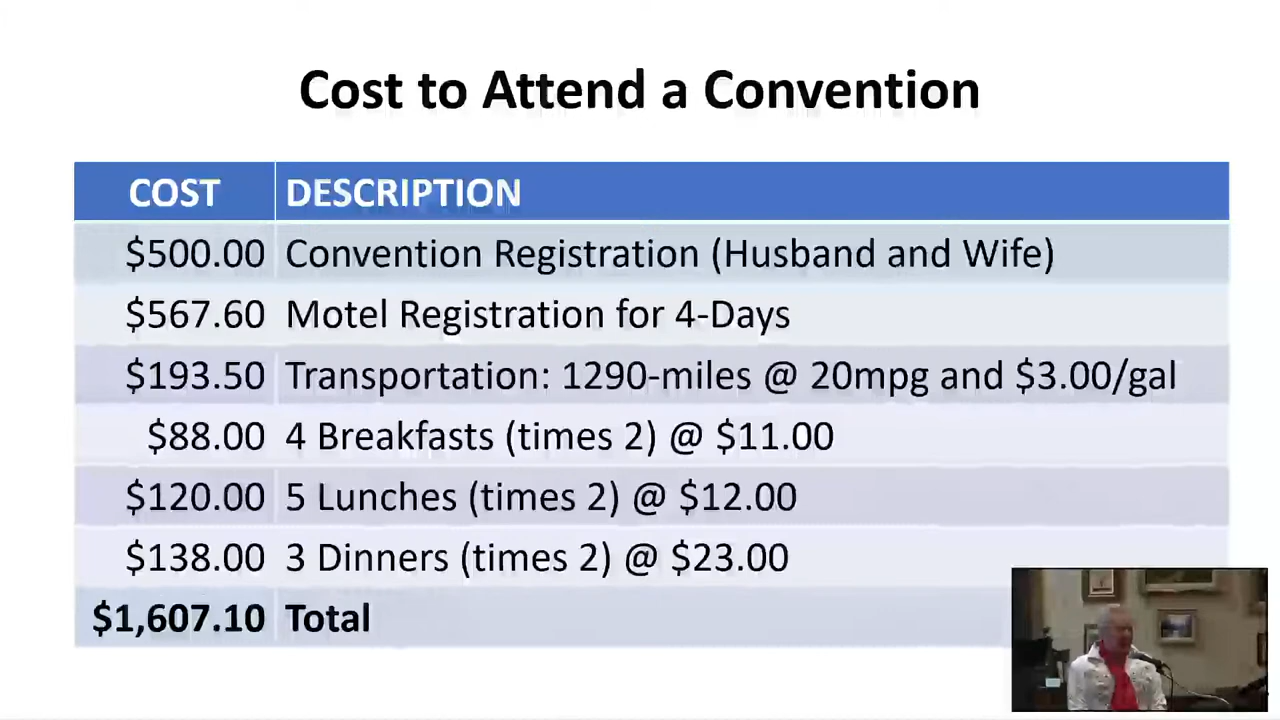 Cost to Attend a Convention
COST DESCRIPTION
$500.00 Convention Registration (Husband and Wife)
$567.60 Motel Registration for 4-Days
$193.50 Transportation: 1290-miles @ 20mpg and $3.00/gal
$88.00 4 Breakfasts (times 2) @ $11.00
$120.00 5 Lunches (times 2) @ $12.00
$138.00 3 Dinners (times 2) @ $23.00
$1,607.10 Total